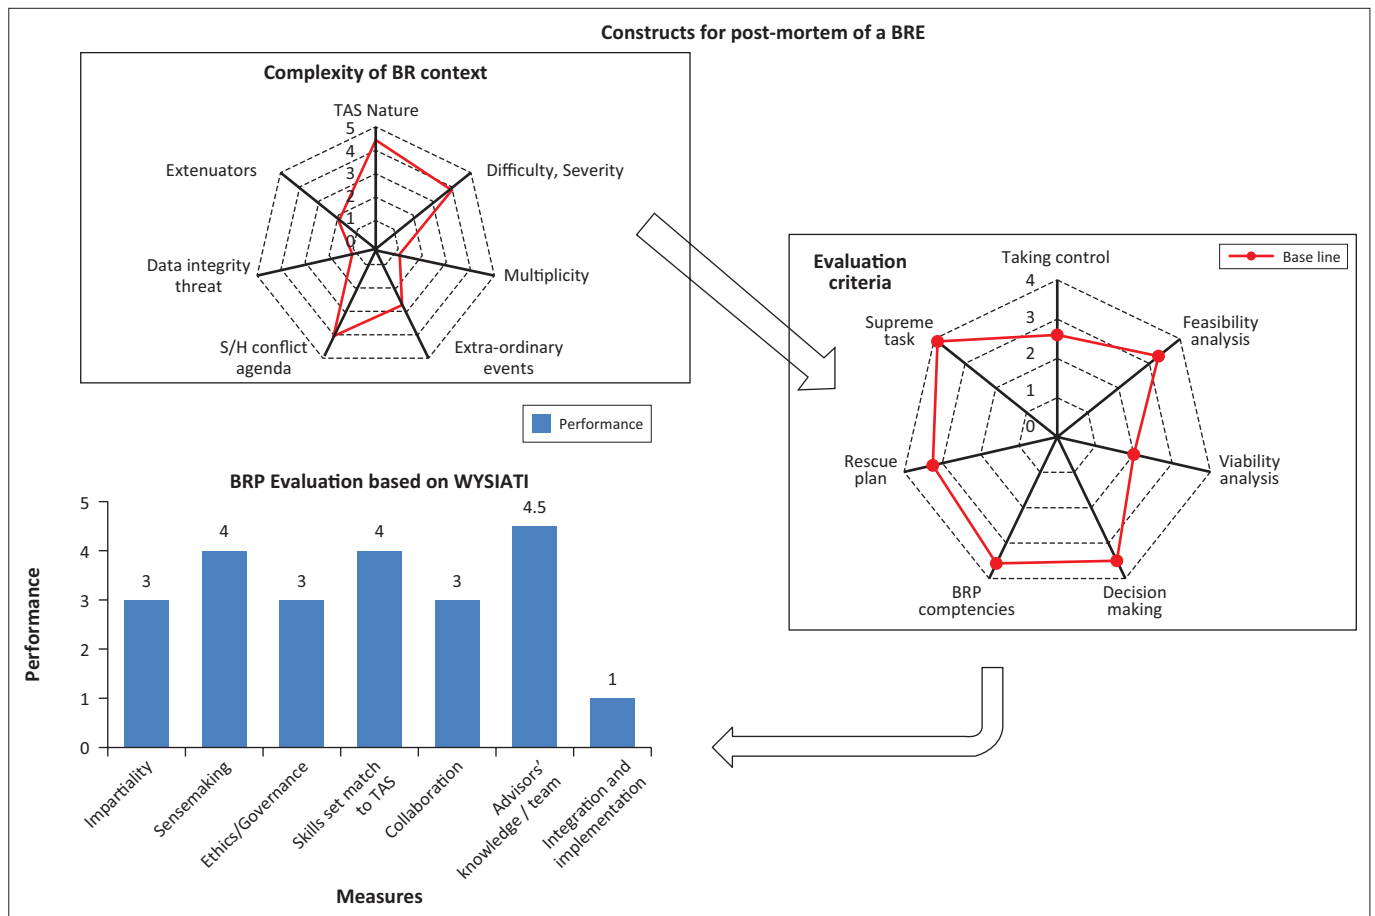 Constructs for post-mortem of a BRE
Complexity of BR context
TAS Nature
5
4
3
2
1
0
Extenuators
Difficulty, Severity
Data integrity
threat
Multiplicity
S/H conflict
agenda
Extra-ordinary
events
Evaluation
criteria
Base line
Taking control
4
3
2
1
0
Supreme
task
Feasibility
analysis
Rescue
plan
Viability
analysis
BRP
comptencies
Decision
making
Performance
BRP Evaluation based on WYSIATI
Performance
5
4
3
2
1
0
3
4
3
4
3
4.5
1
Impartiality
Sensemaking
Ethics/Governance
Skills set match
to TAS
Collaboration
Advisors’
knowledge / team
Integration and
implementation
Measures